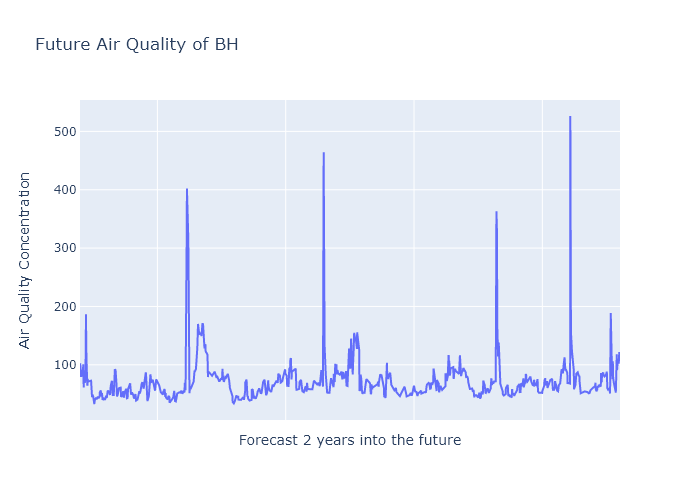 Future Air Quality of BH
500
400
300
200
100
Air Quality Concentration
Forecast 2 years into the future